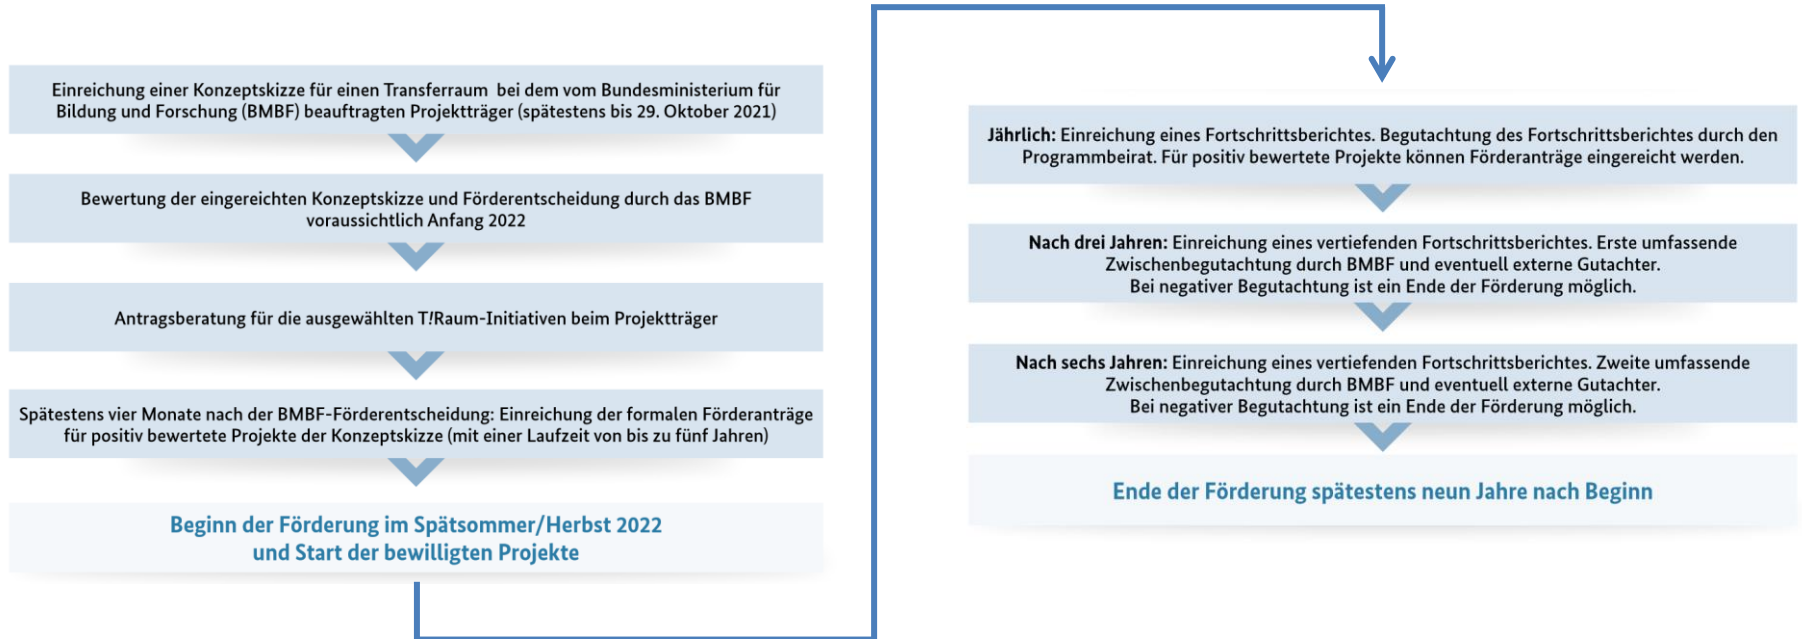 Einreichung einer Konzeptskizze für einen Transferraum bei dem vom Bundesministerium für
Bildung und Forschung (BMBF) beauftragten Projektträger (spätestens bis 29. Oktober 2021)
Bewertung der eingereichten Konzeptskizze und Förderentscheidung durch das BMBF
voraussichtlich Anfang 2022
Antragsberatung für die ausgewählten T!Raum-Initiativen beim Projektträger
Spätestens vier Monate nach der BMBF-Förderentscheidung: Einreichung der formalen Förderanträge
für positiv bewertete Projekte der Konzeptskizze (mit einer Laufzeit von bis zu fünf Jahren)
Beginn der Förderung im Spätsommer/Herbst 2022
und Start der bewilligten Projekte
Jährlich: Einreichung eines Fortschrittsberichtes. Begutachtung des Fortschrittsberichtes durch den
Programmbeirat. Für positiv bewertete Projekte können Förderanträge eingereicht werden.
Nach drei Jahren: Einreichung eines vertiefenden Fortschrittsberichtes. Erste umfassende
Zwischenbegutachtung durch BMBF und eventuell externe Gutachter.
Bei negativer Begutachtung ist ein Ende der Förderung möglich.
Nach sechs Jahren: Einreichung eines vertiefenden Fortschrittsberichtes. Zweite umfassende
Zwischenbegutachtung durch BMBF und eventuell externe Gutachter.
Bei negativer Begutachtung ist ein Ende der Förderung möglich.
Ende der Förderung spätestens neun Jahre nach Beginn